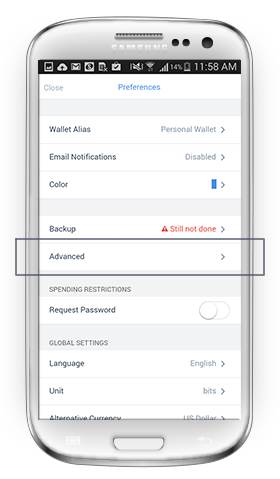 SAMSUNG
14% 11:58 AM
Close Preferences
Wallet Alias Personal Wallet
Email Notifications Disabled
Color
Backup Still not done
Advanced
SPENDING RESTRICTIONS
Request Password
GLOBAL SETTINGS
Language English
Unit bits
Alternative Currency US Dollar